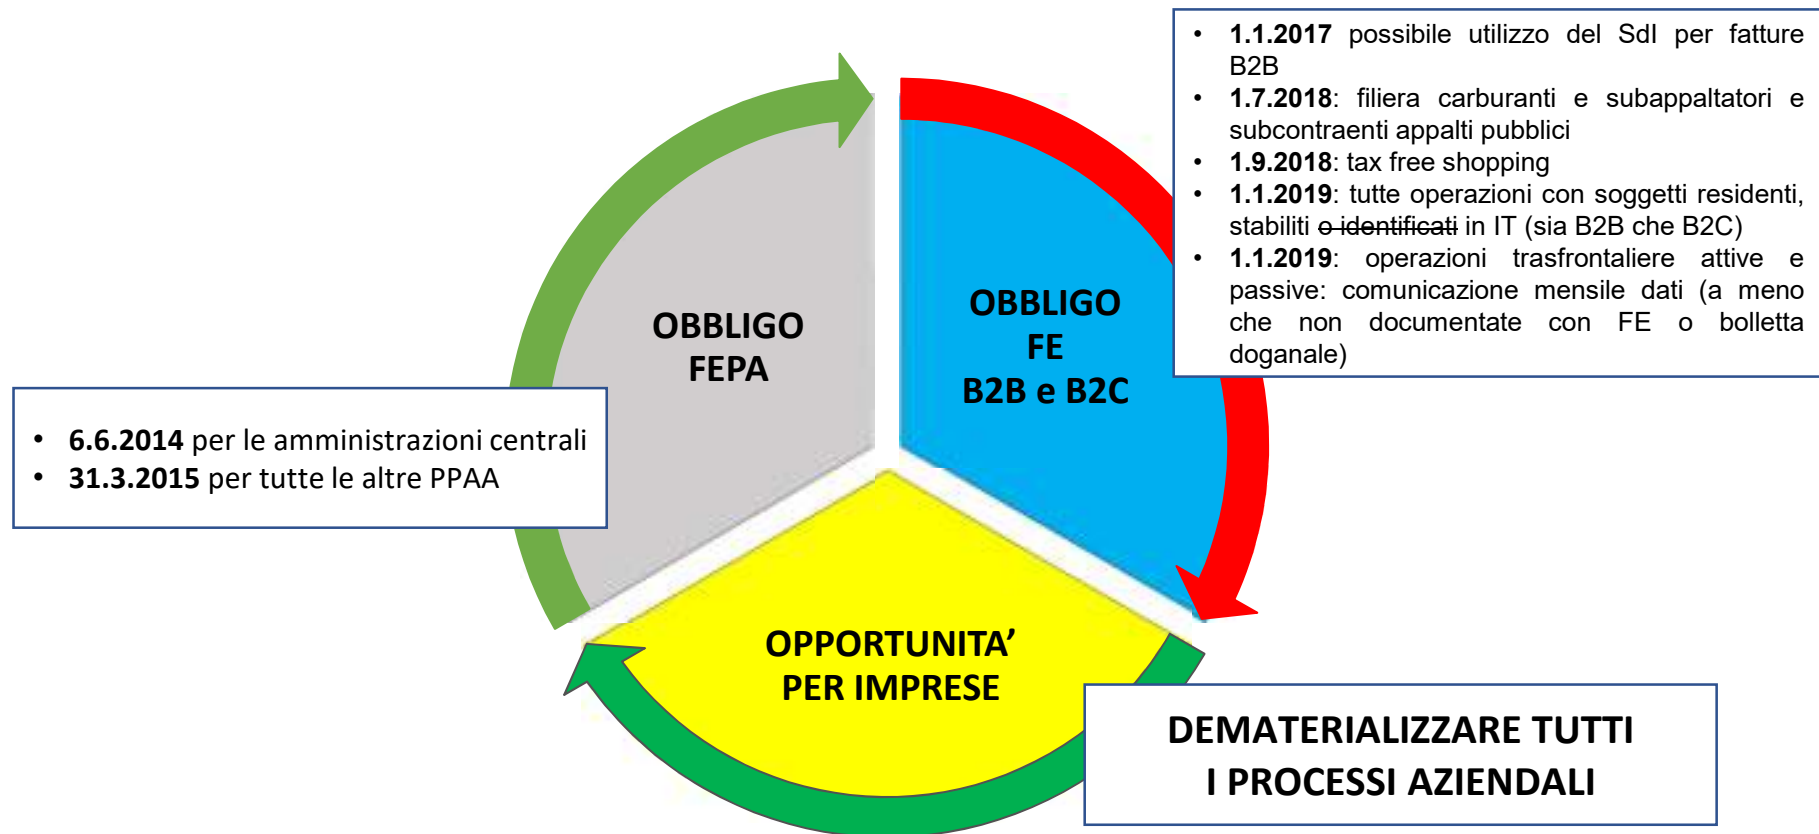 • 1.1.2017 possibile utilizzo del SdI per fatture
B2B
• 1.7.2018: filiera carburanti e subappaltatori e
subcontraenti appalti pubblici
• 1.9.2018: tax free shopping
• 1.1.2019: tutte operazioni con soggetti residenti,
stabiliti o identificati in IT (sia B2B che B2C)
• 1.1.2019: operazioni trasfrontaliere attive e
passive: comunicazione mensile dati (a meno
che non documentate con FE o bolletta
doganale)
OBBLIGO
FEPA
OBBLIGO
FE
B2B e B2C
• 6.6.2014 per le amministrazioni centrali
• 31.3.2015 per tutte le altre PPAA
OPPORTUNITA’
PER IMPRESE
DEMATERIALIZZARE TUTTI
I PROCESSI AZIENDALI